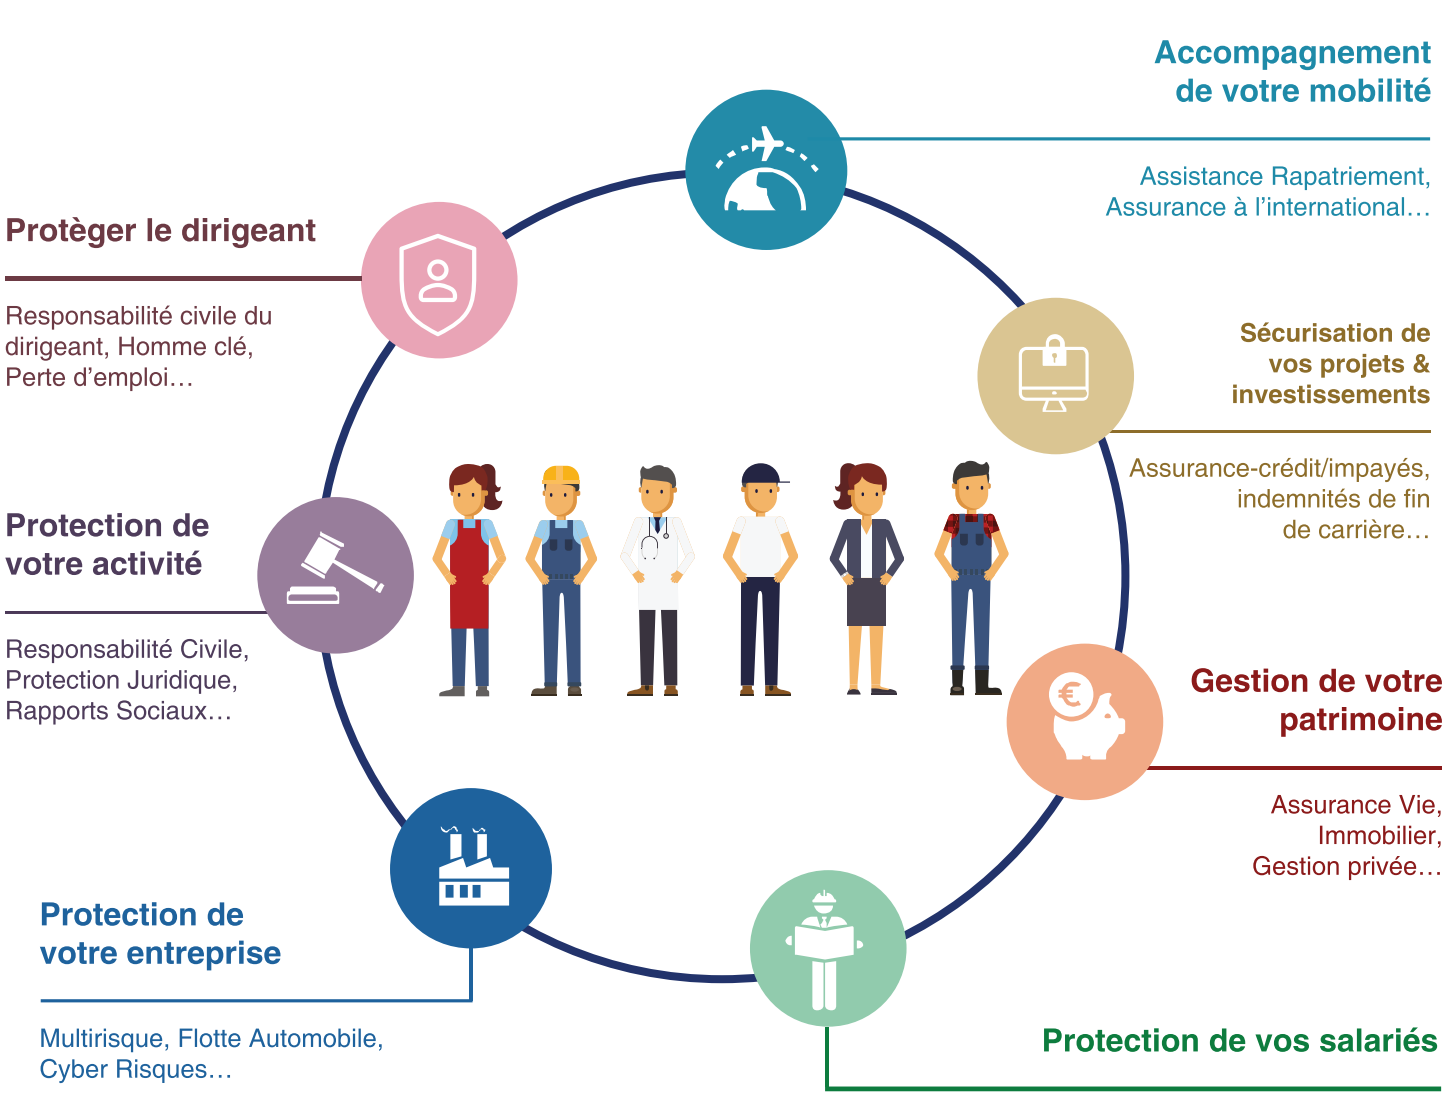 Accompagnement
de votre mobilité
Assistance Rapatriement,
Assurance à l’international…
Protèger le dirigeant
Responsabilité civile du
dirigeant, Homme clé,
Perte d’emploi…
Sécurisation de
vos projets &
investissements
Assurance-crédit/impayés,
indemnités de fin
de carrière…
Protection de
votre activité
Responsabilité Civile,
Protection Juridique,
Rapports Sociaux…
Gestion de votre
patrimoine
Assurance Vie,
Immobilier,
Gestion privée…
Protection de
votre entreprise
Multirisque, Flotte Automobile,
Cyber Risques…
Protection de vos salariés
€